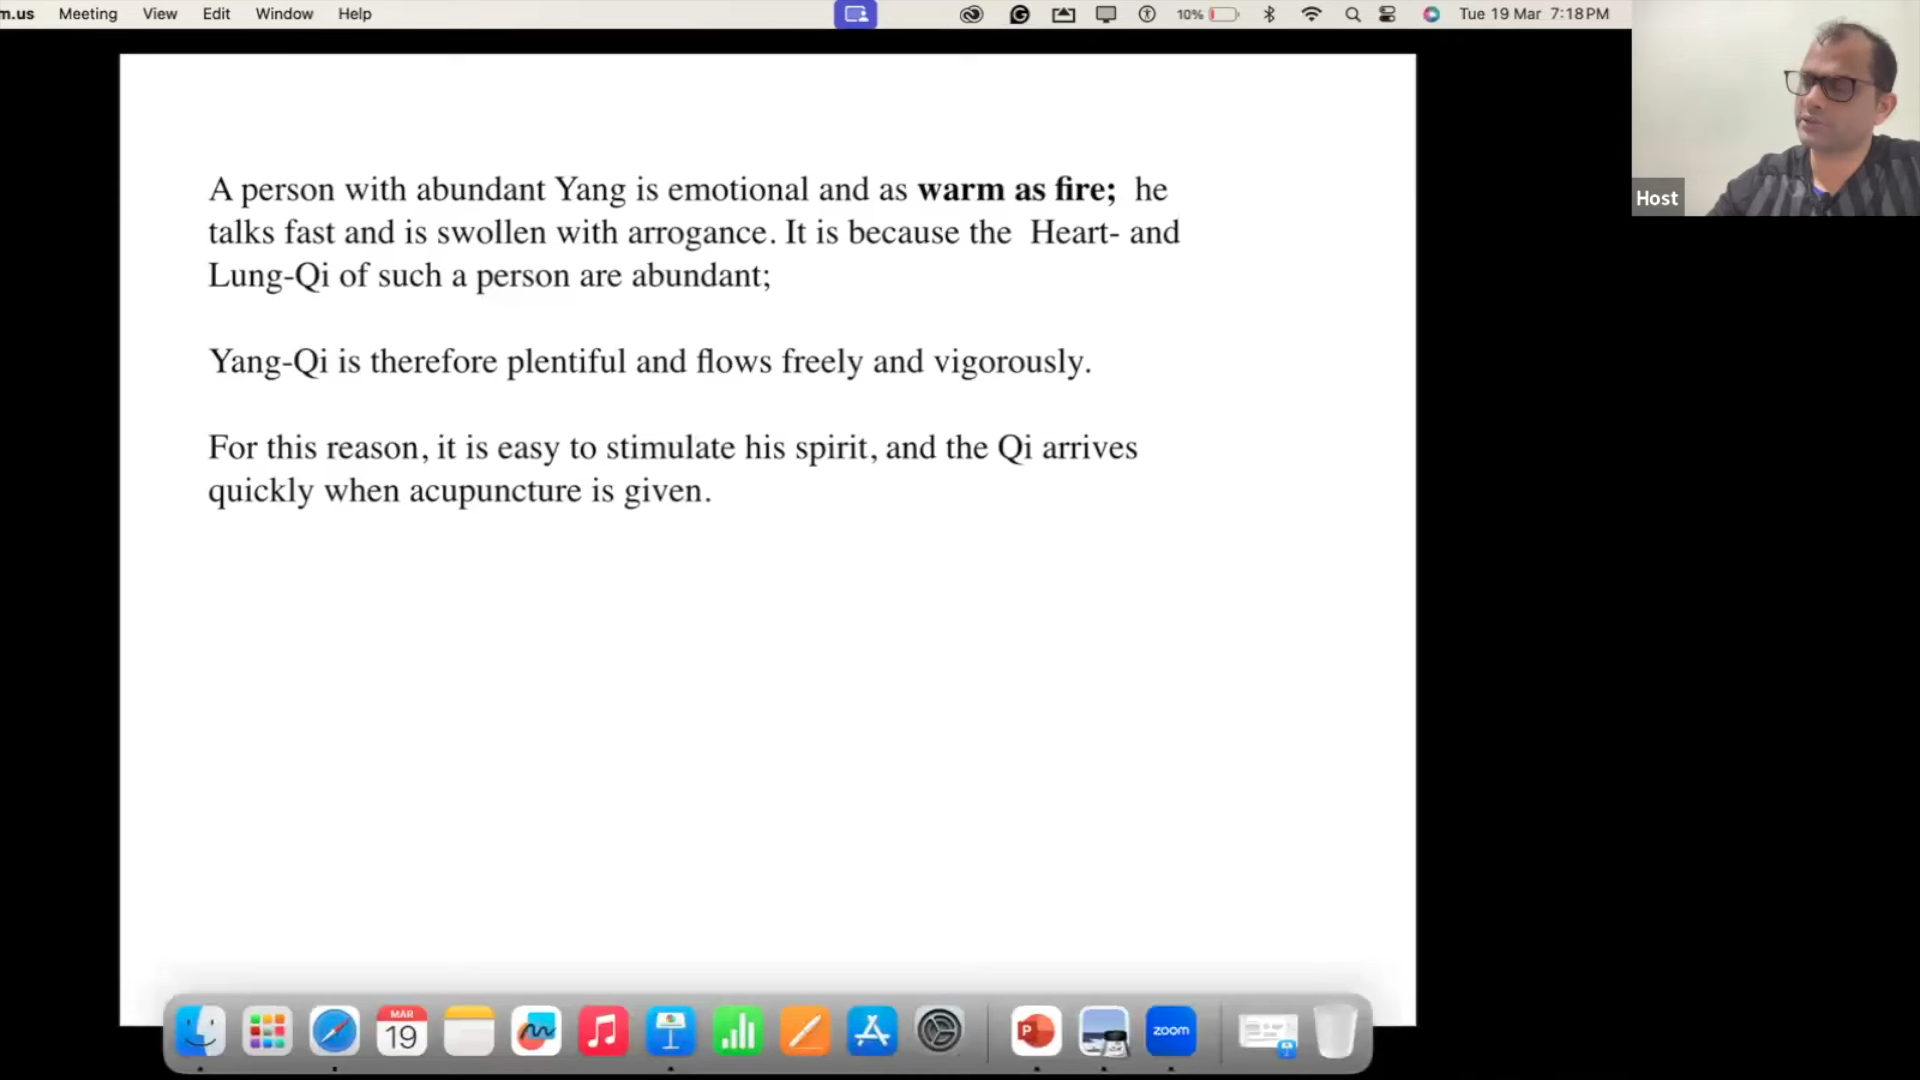 m.us Meeting View Edit Window Help 10% Tue 19 Mar 7:18 PM
Host
A person with abundant Yang is emotional and as warm as fire; he
talks fast and is swollen with arrogance. It is because the Heart- and
Lung-Qi of such a person are abundant;
Yang-Qi is therefore plentiful and flows freely and vigorously.
For this reason, it is easy to stimulate his spirit, and the Qi arrives
quickly when acupuncture is given.
MAR
19
P
zoom